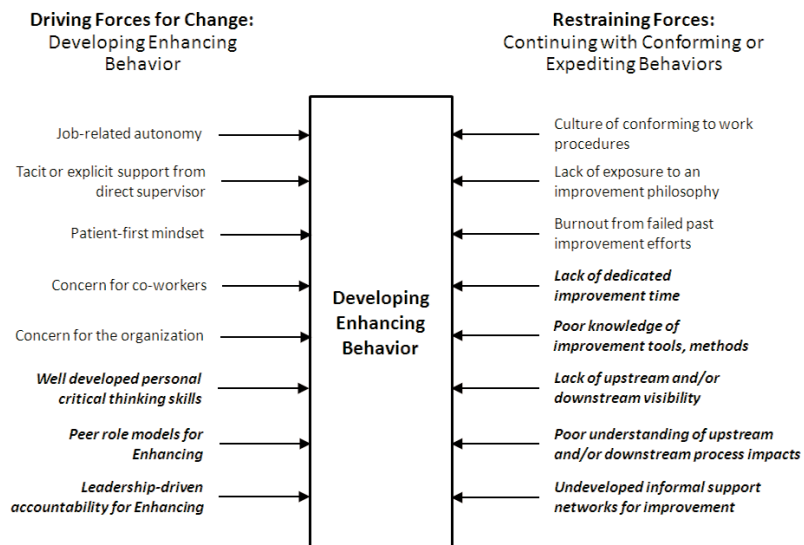 Driving Forces for Change:
Developing Enhancing
Behavior
Job-related autonomy
Tacit or explicit support from
direct supervisor
Patient-first mindset
Concern for co-workers
Concern for the organization
Well developed personal
critical thinking skills
Peer role models for
Enhancing
Leadership-driven
accountability for Enhancing
Developing
Enhancing
Behavior
Restraining Forces:
Continuing with Conforming or
Expediting Behaviors
Culture of conforming to work
procedures
Lack of exposure to an
improvement philosophy
Burnout from failed past
improvement efforts
Lack of dedicated
improvement time
Poor knowledge of
improvement tools, methods
Lack of upstream and/or
downstream visibility
Poor understanding of upstream
and/or downstream process impacts
Undeveloped informal support
networks for improvement